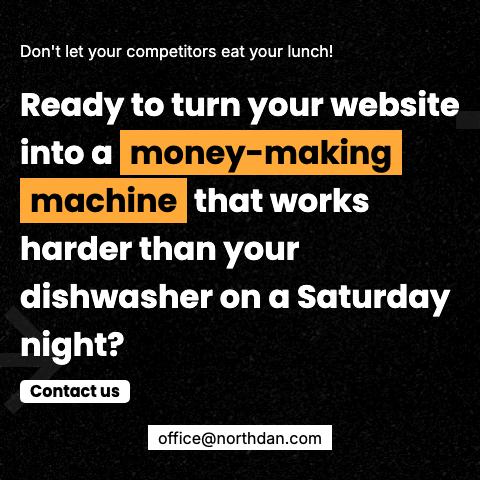 Don't let your competitors eat your lunch!
Ready to turn your website
into a money-making
machine that works
harder than your
dishwasher on a Saturday
night?
Contact us
office@northdan.com